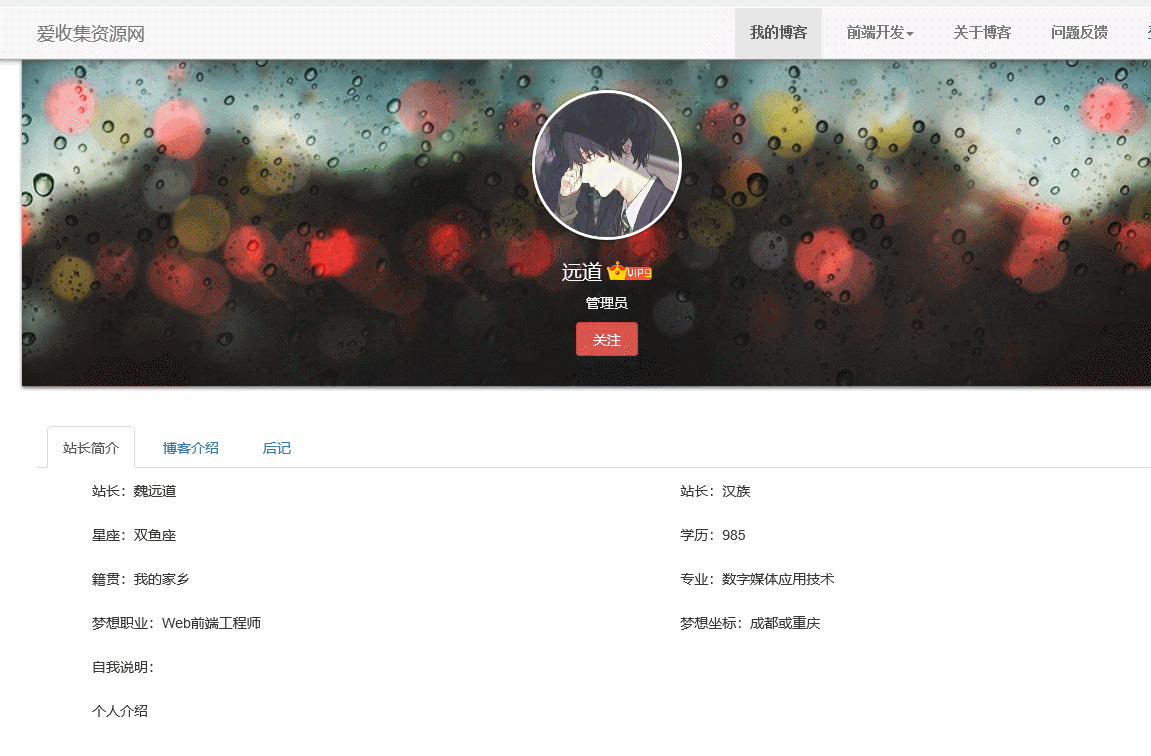 爱收集资源网 我的博客 前端开发 关于博客 问题反馈
远道 VIP9
管理员
关注
站长简介 博客介绍 后记
站长：魏远道 站长：汉族
星座：双鱼座 学历：985
籍贯：我的家乡 专业：数字媒体应用技术
梦想职业：Web前端工程师 梦想坐标：成都或重庆
自我说明：
个人介绍